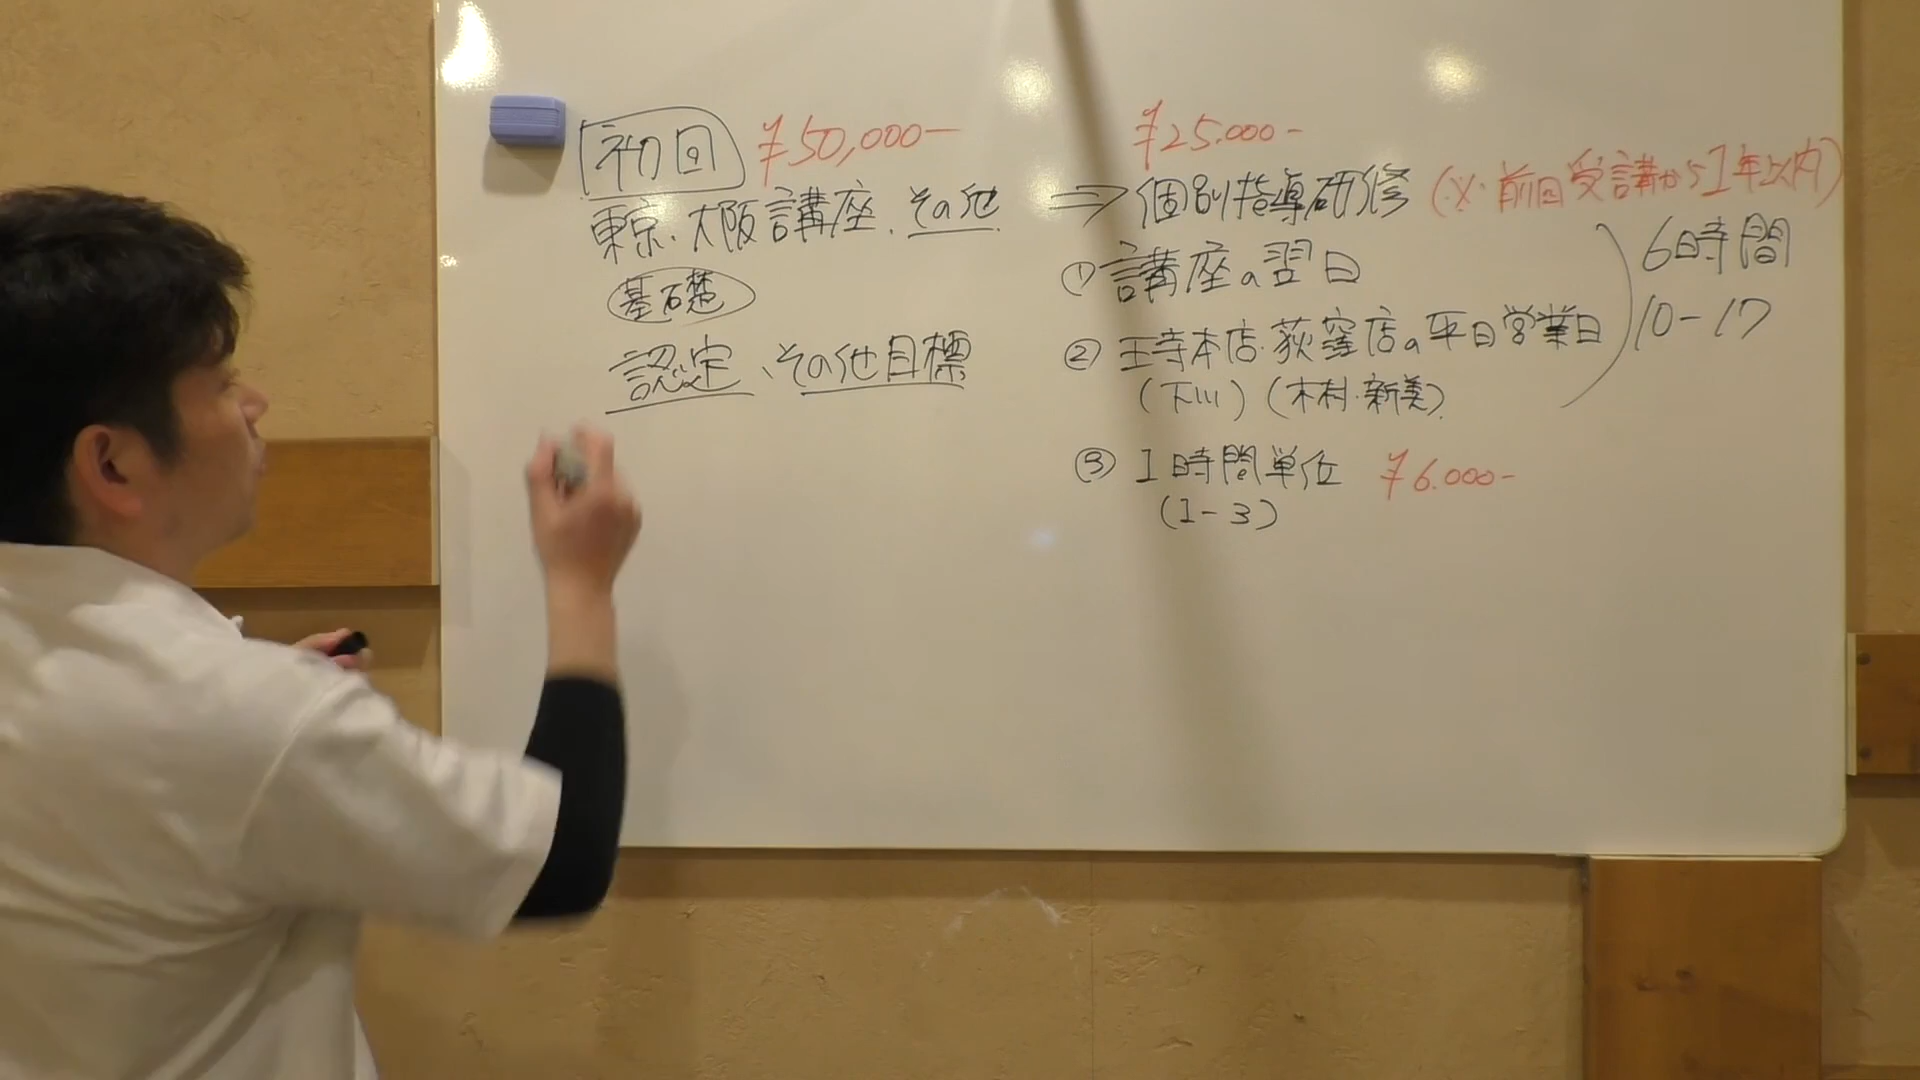 初回 ¥50,000-
東京・大阪講座、その他
基礎
認定、その他目標
¥25.000-
⇒個別指導研修 (※・前回受講から1年以内)
①講座の翌日
②王寺本店・荻窪店の平日営業日
(下川)(木村・新美)
6時間
10-17
③1時間単位 ¥6.000-
(1-3)